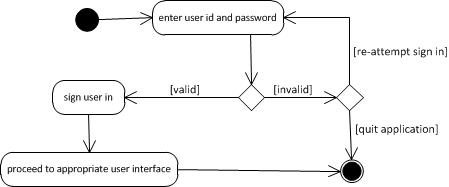 enter user id and password
[re-attempt sign in]
[valid]
[invalid]
sign user in
[quit application]
proceed to appropriate user interface